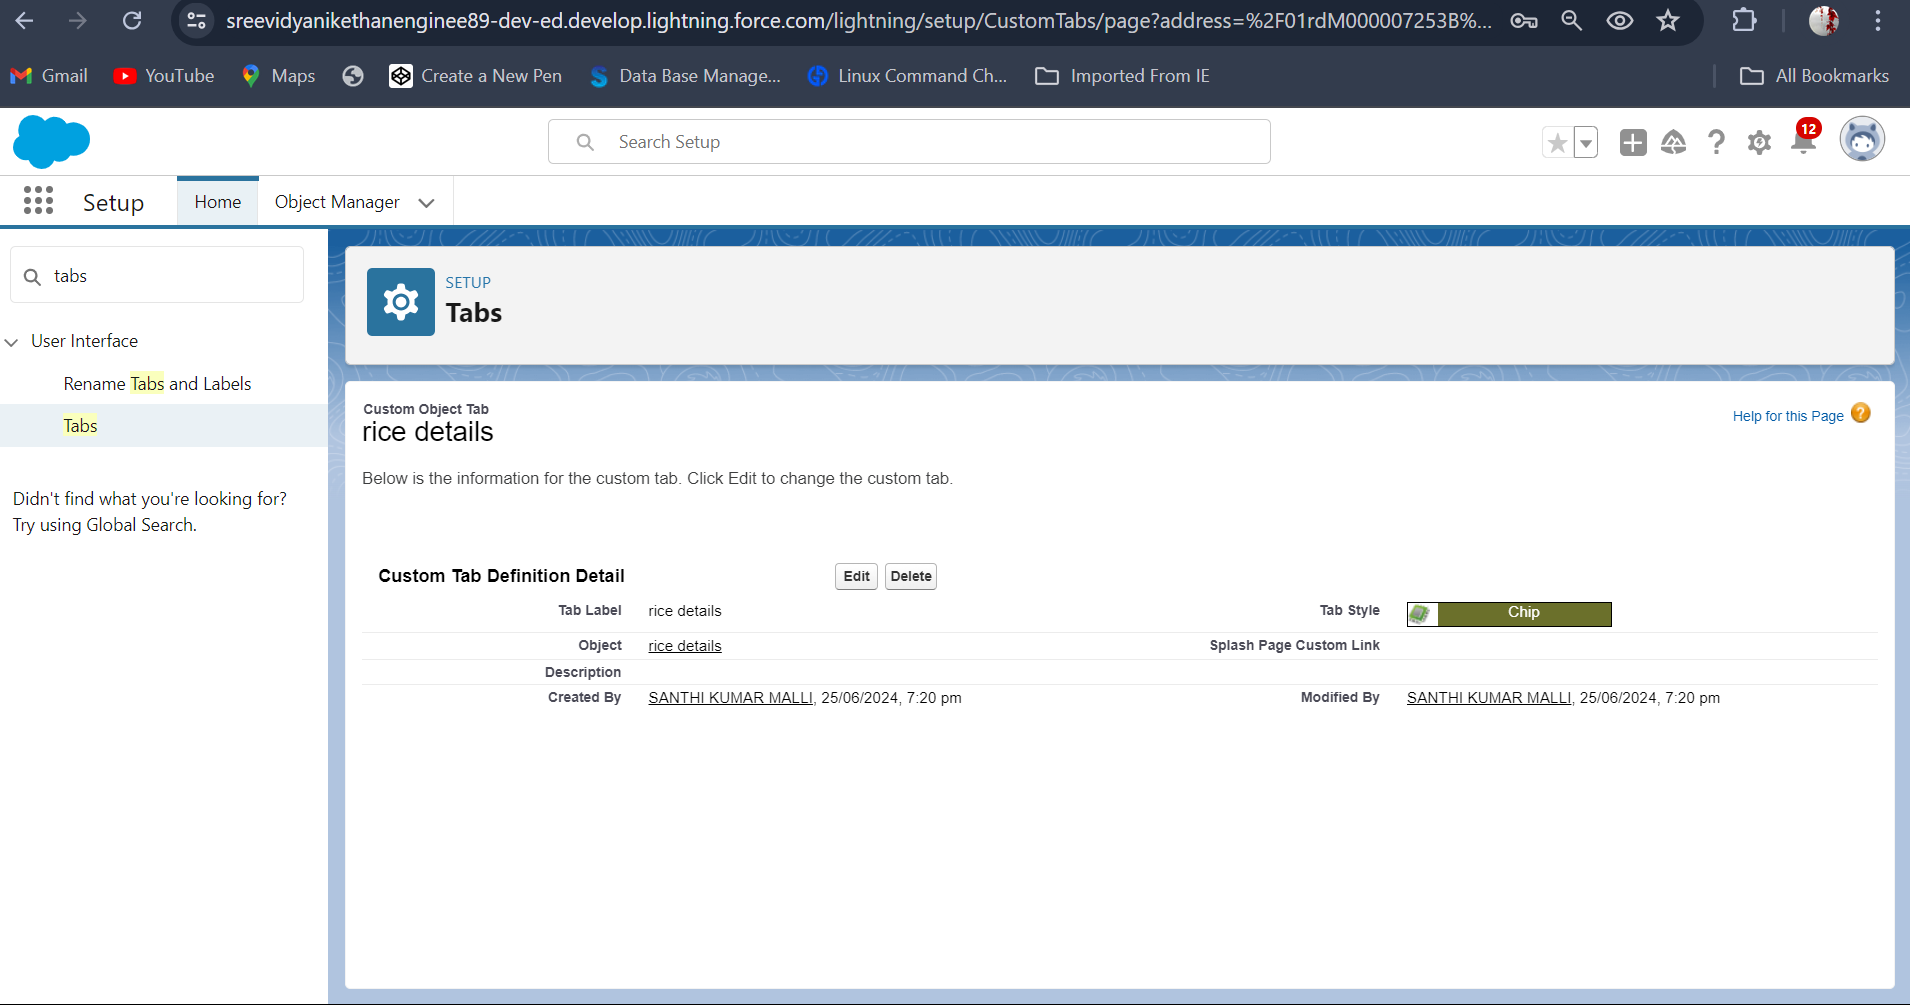 sreevidyanikethanenginee89-dev-ed.develop.lightning.force.com/lightning/setup/CustomTabs/page?address=%2F01rdM000007253B%...
Gmail YouTube Maps Create a New Pen Data Base Manage... Linux Command Ch... Imported From IE All Bookmarks
Search Setup
12
Setup Home Object Manager
tabs
User Interface
Rename Tabs and Labels
Tabs
Didn't find what you're looking for?
Try using Global Search.
SETUP
Tabs
Custom Object Tab
rice details
Help for this Page ?
Below is the information for the custom tab. Click Edit to change the custom tab.
Custom Tab Definition Detail Edit Delete
Tab Label rice details Tab Style Chip
Object rice details Splash Page Custom Link
Description
Created By SANTHI KUMAR MALLI, 25/06/2024, 7:20 pm Modified By SANTHI KUMAR MALLI, 25/06/2024, 7:20 pm